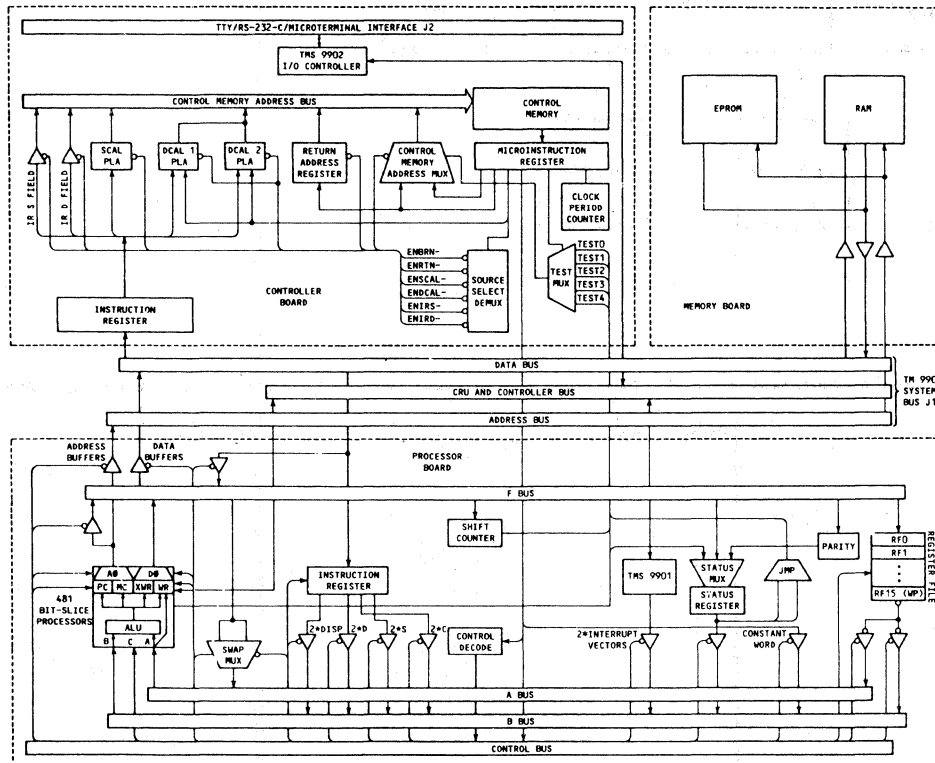 TTY/RS-232-C/MICROTERMINAL INTERFACE J2
TMS 9902
I/O CONTROLLER
CONTROL MEMORY ADDRESS BUS
CONTROL
MEMORY
EPROM
RAM
SCAL
PLA
DCAL 1
PLA
DCAL 2
PLA
RETURN
ADDRESS
REGISTER
CONTROL
MEMORY
ADDRESS MUX
MICROINSTRUCTION
REGISTER
CLOCK
PERIOD
COUNTER
IR S FIELD
IR D FIELD
ENBRN-
ENRTN-
ENSCAL-
ENDCAL-
ENIRS-
ENIRD-
SOURCE
SELECT
DEMUX
TEST
MUX
TEST0
TEST1
TEST2
TEST3
TEST4
CONTROLLER
BOARD
INSTRUCTION
REGISTER
MEMORY BOARD
DATA BUS
CRU AND CONTROLLER BUS
ADDRESS BUS
TM 990
SYSTEM
BUS J1
ADDRESS
BUFFERS
DATA
BUFFERS
PROCESSOR
BOARD
F BUS
SHIFT
COUNTER
PARITY
RF0
RF1
RF15 (WP)
REGISTER FILE
AØ
DØ
PC
MC
XWR
WR
481
BIT-SLICE
PROCESSORS
ALU
B
C
A
INSTRUCTION
REGISTER
TMS 9901
STATUS
MUX
STATUS
REGISTER
JMP
SWAP
MUX
2*DISP
2*D
2*S
2*C
CONTROL
DECODE
2*INTERRUPT
VECTORS
CONSTANT
WORD
A BUS
B BUS
CONTROL BUS